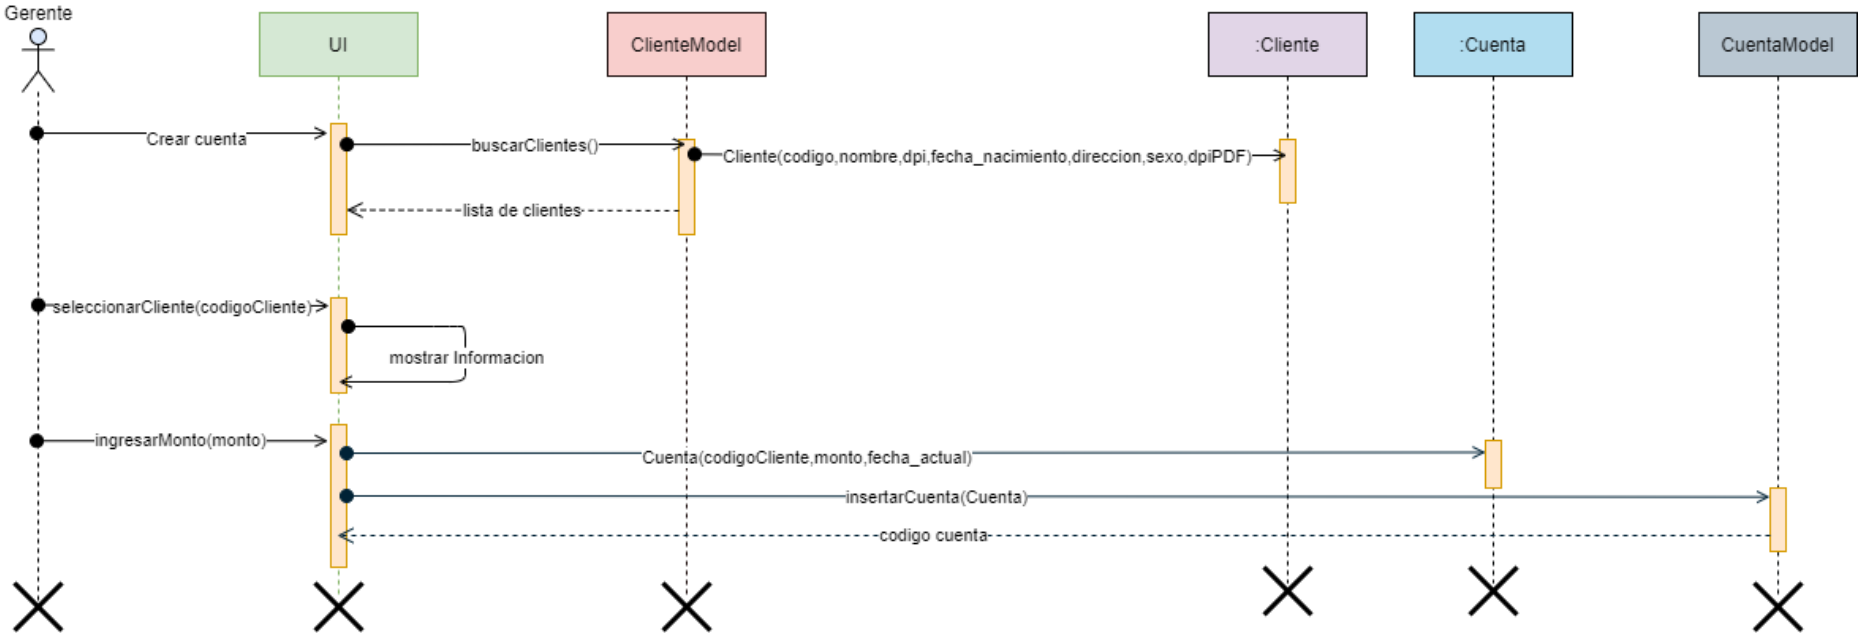 Gerente
UI
ClienteModel
:Cliente
:Cuenta
CuentaModel
Crear cuenta
buscarClientes()
Cliente(codigo,nombre,dpi,fecha_nacimiento,direccion,sexo,dpiPDF)
lista de clientes
seleccionarCliente(codigoCliente)
mostrar Informacion
ingresarMonto(monto)
Cuenta(codigoCliente,monto,fecha_actual)
insertarCuenta(Cuenta)
codigo cuenta